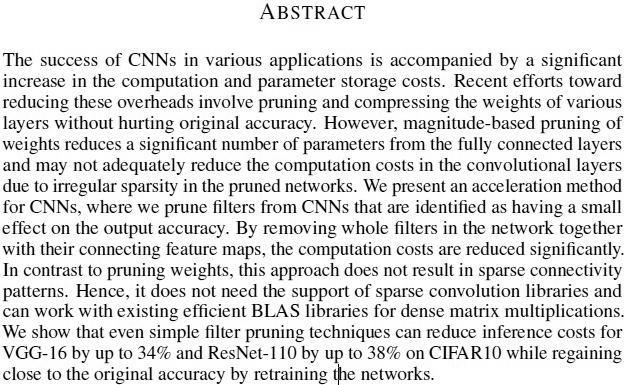 ABSTRACT
The success of CNNs in various applications is accompanied by a significant
increase in the computation and parameter storage costs. Recent efforts toward
reducing these overheads involve pruning and compressing the weights of various
layers without hurting original accuracy. However, magnitude-based pruning of
weights reduces a significant number of parameters from the fully connected layers
and may not adequately reduce the computation costs in the convolutional layers
due to irregular sparsity in the pruned networks. We present an acceleration method
for CNNs, where we prune filters from CNNs that are identified as having a small
effect on the output accuracy. By removing whole filters in the network together
with their connecting feature maps, the computation costs are reduced significantly.
In contrast to pruning weights, this approach does not result in sparse connectivity
patterns. Hence, it does not need the support of sparse convolution libraries and
can work with existing efficient BLAS libraries for dense matrix multiplications.
We show that even simple filter pruning techniques can reduce inference costs for
VGG-16 by up to 34% and ResNet-110 by up to 38% on CIFAR10 while regaining
close to the original accuracy by retraining the networks.